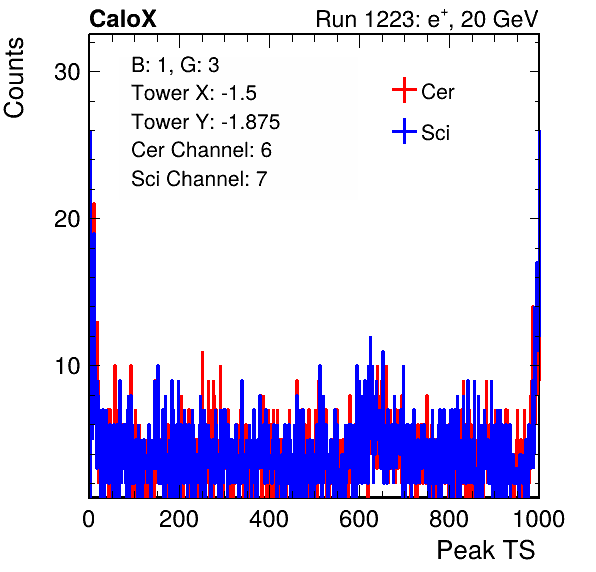 CaloX Run 1223: e+, 20 GeV
Counts
30
20
10
B: 1, G: 3
Tower X: -1.5
Tower Y: -1.875
Cer Channel: 6
Sci Channel: 7
Cer
Sci
0 200 400 600 800 1000
Peak TS